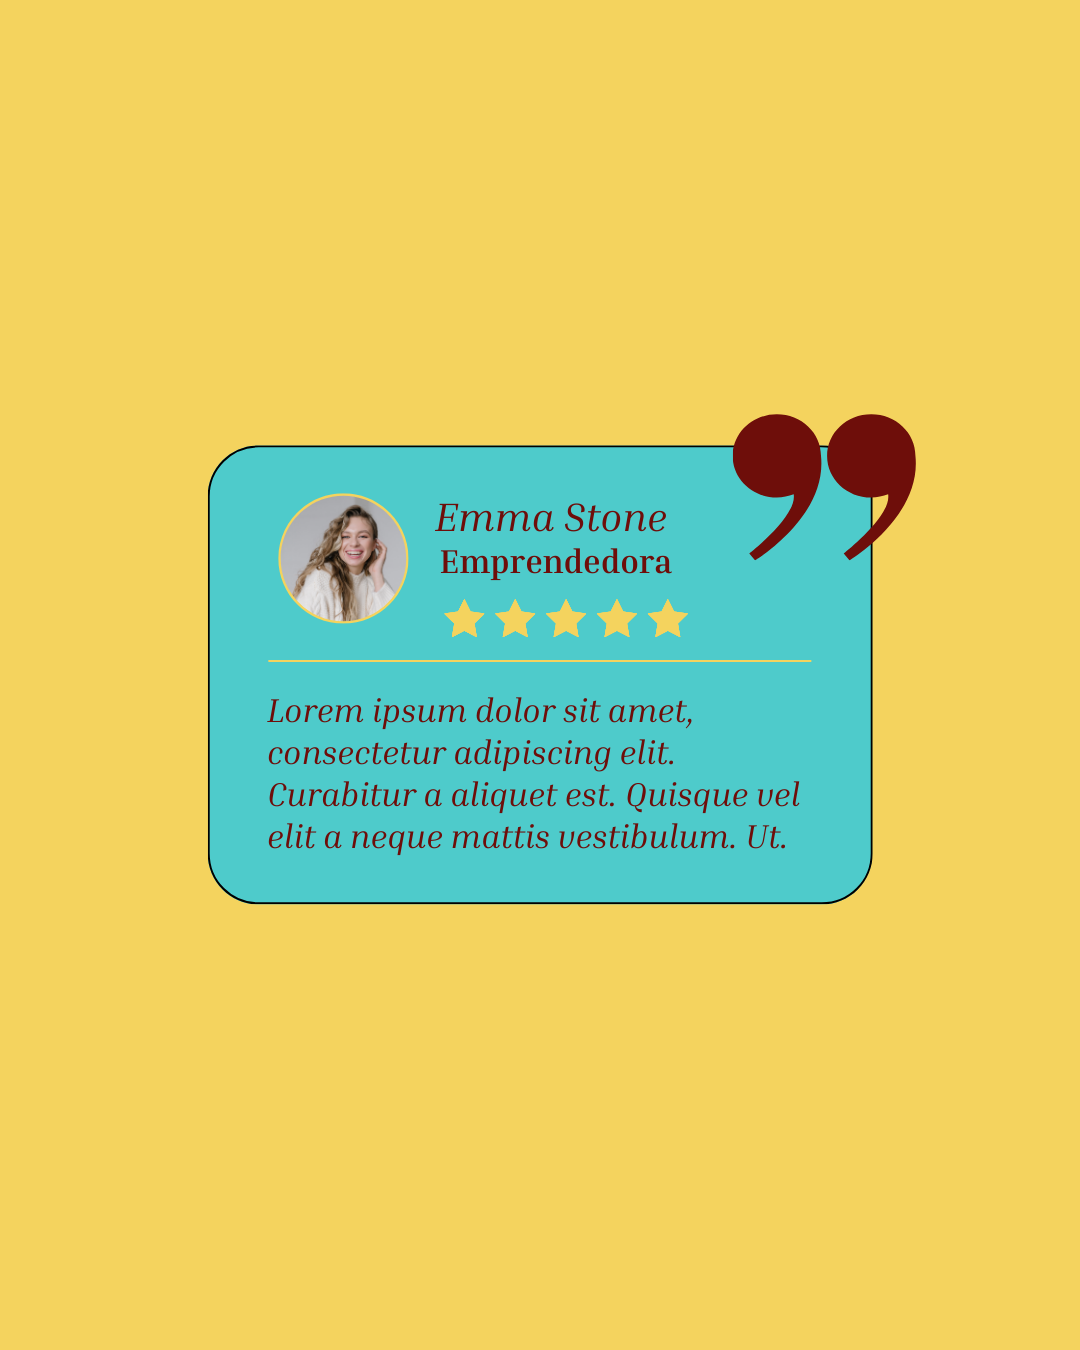 Emma Stone
Emprendedora
Lorem ipsum dolor sit amet,
consectetur adipiscing elit.
Curabitur a aliquet est. Quisque vel
elit a neque mattis vestibulum. Ut.